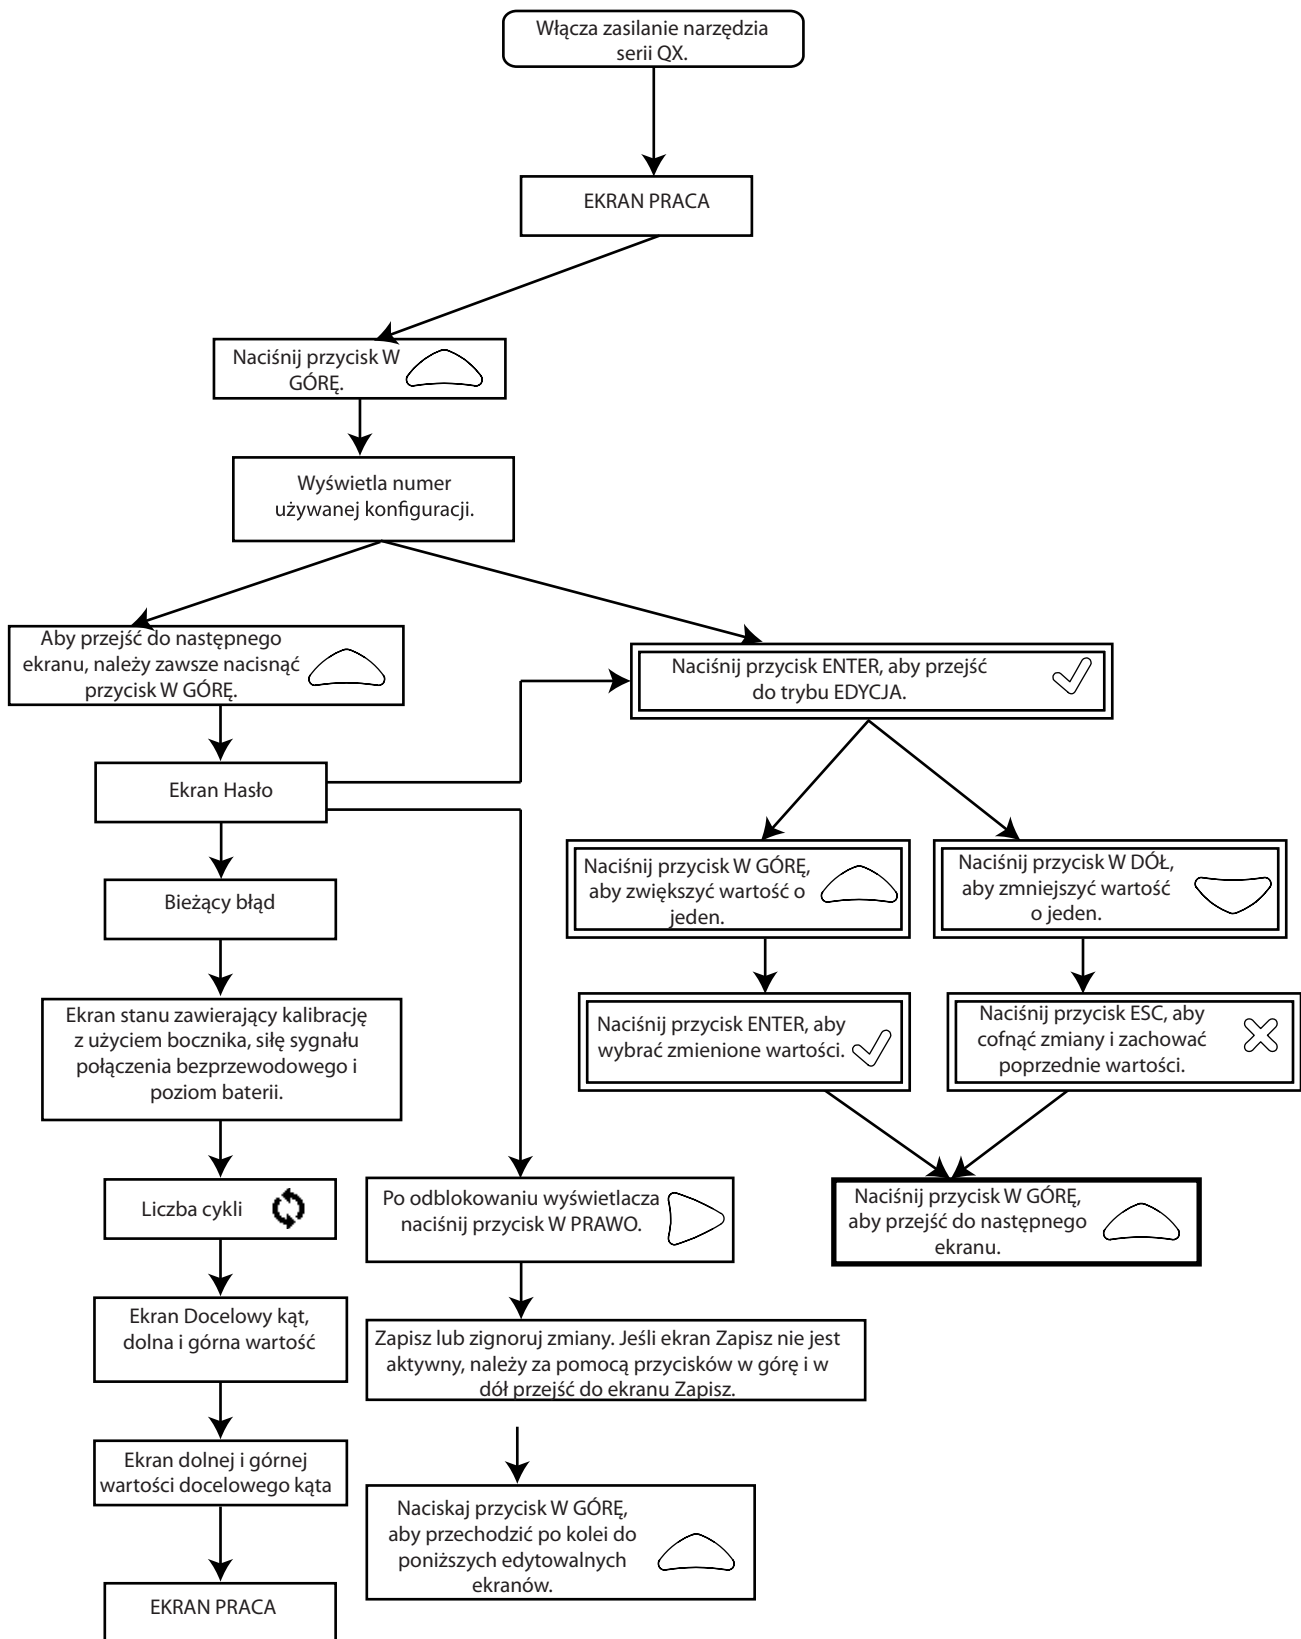 Włącza zasilanie narzędzia
serii QX.
EKRAN PRACA
Naciśnij przycisk W
GÓRĘ.
Wyświetla numer
używanej konfiguracji.
Aby przejść do następnego
ekranu, należy zawsze nacisnąć
przycisk W GÓRĘ.
Naciśnij przycisk ENTER, aby przejść
do trybu EDYCJA.
Ekran Hasło
Naciśnij przycisk W GÓRĘ,
aby zwiększyć wartość o
jeden.
Naciśnij przycisk W DÓŁ,
aby zmniejszyć wartość
o jeden.
Bieżący błąd
Ekran stanu zawierający kalibrację
z użyciem bocznika, siłę sygnału
połączenia bezprzewodowego i
poziom baterii.
Naciśnij przycisk ENTER, aby
wybrać zmienione wartości.
Naciśnij przycisk ESC, aby
cofnąć zmiany i zachować
poprzednie wartości.
Liczba cykli
Po odblokowaniu wyświetlacza
naciśnij przycisk W PRAWO.
Naciśnij przycisk W GÓRĘ,
aby przejść do następnego
ekranu.
Ekran Docelowy kąt,
dolna i górna wartość
Zapisz lub zignoruj zmiany. Jeśli ekran Zapisz nie jest
aktywny, należy za pomocą przycisków w górę i w
dół przejść do ekranu Zapisz.
Ekran dolnej i górnej
wartości docelowego kąta
Naciskaj przycisk W GÓRĘ,
aby przechodzić po kolei do
poniższych edytowalnych
ekranów.
EKRAN PRACA